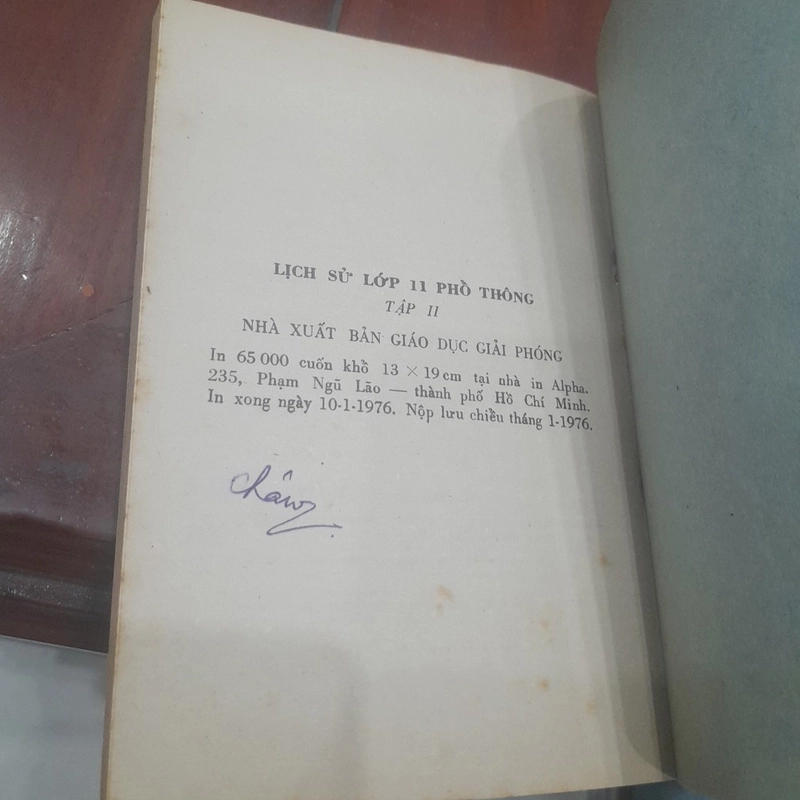 LỊCH SỬ LỚP 11 PHỔ THÔNG
TẬP II
NHÀ XUẤT BẢN GIÁO DỤC GIẢI PHÓNG
In 65 000 cuốn khổ 13 × 19 cm tại nhà in Alpha.
235, Phạm Ngũ Lão — thành phố Hồ Chí Minh.
In xong ngày 10-1-1976. Nộp lưu chiều tháng 1-1976.